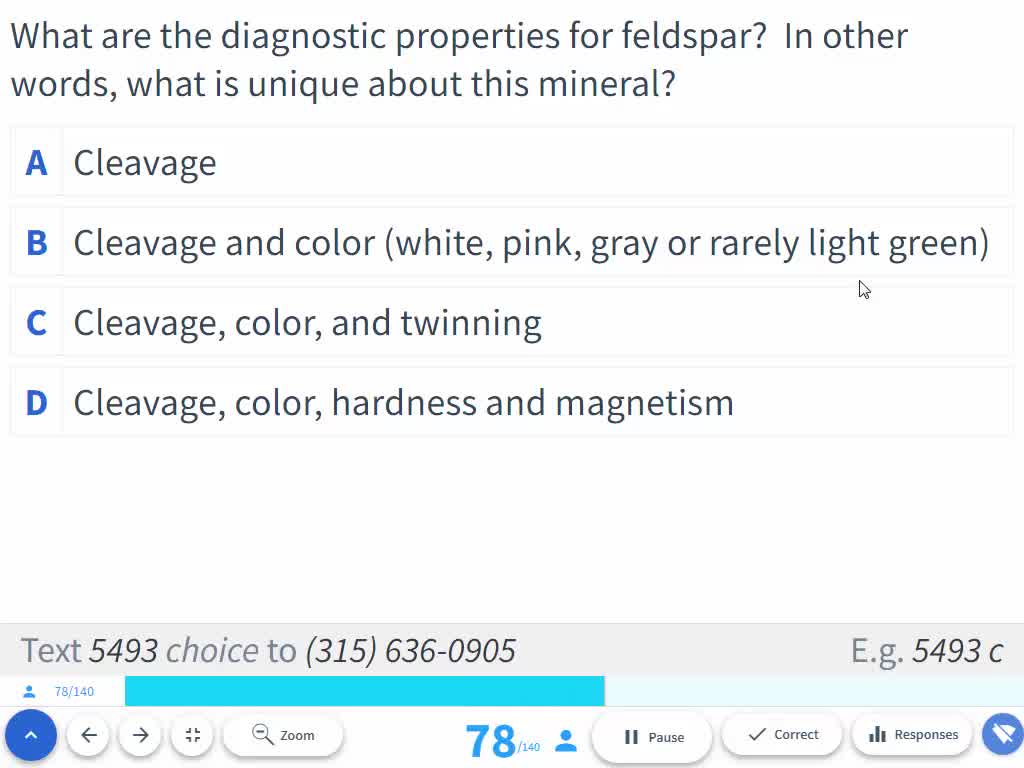 What are the diagnostic properties for feldspar? In other
words, what is unique about this mineral?
A Cleavage
B Cleavage and color (white, pink, gray or rarely light green)
C Cleavage, color, and twinning
D Cleavage, color, hardness and magnetism
Text 5493 choice to (315) 636-0905 E.g. 5493 c
78/140
Zoom 78/140 Pause Correct Responses